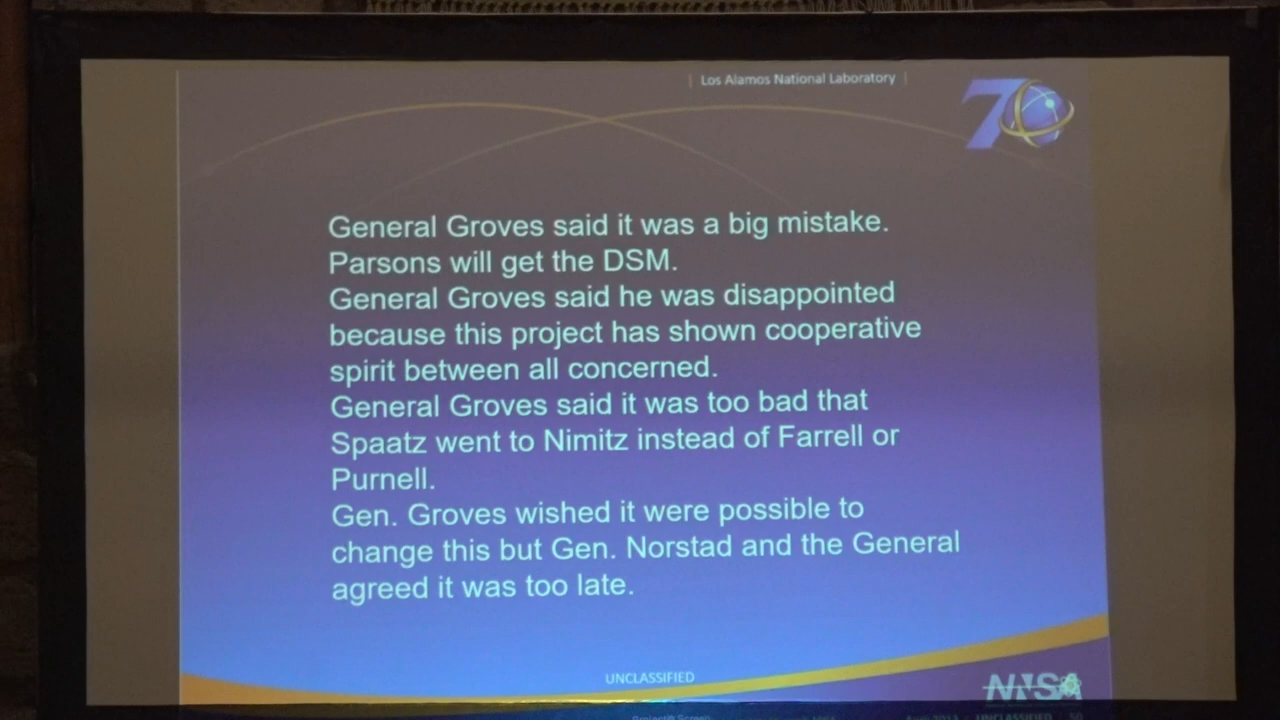 | Los Alamos National Laboratory |
70
General Groves said it was a big mistake.
Parsons will get the DSM.
General Groves said he was disappointed
because this project has shown cooperative
spirit between all concerned.
General Groves said it was too bad that
Spaatz went to Nimitz instead of Farrell or
Purnell.
Gen. Groves wished it were possible to
change this but Gen. Norstad and the General
agreed it was too late.
UNCLASSIFIED
NNSA
UNCLASSIFIED